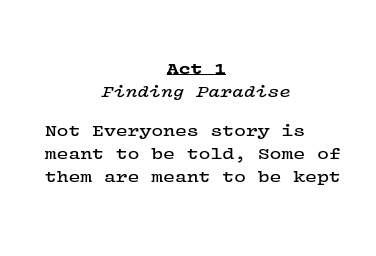 Act 1
Finding Paradise
Not Everyones story is
meant to be told, Some of
them are meant to be kept